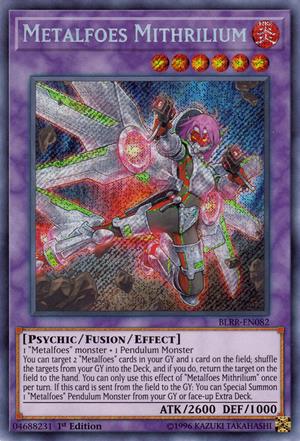 METALFOES MITHRILIUM
BLRR-EN082
[PSYCHIC/FUSION/EFFECT]
1 "Metalfoes" monster + 1 Pendulum Monster
You can target 2 "Metalfoes" cards in your GY and 1 card on the field; shuffle
the targets from your GY into the Deck, and if you do, return the target on
the field to the hand. You can only use this effect of "Metalfoes Mithrilium" once
per turn. If this card is sent from the field to the GY: You can Special Summon
1 "Metalfoes" Pendulum Monster from your GY or face-up Extra Deck.
ATK/2600 DEF/1000
04688231 1st Edition ©1996 KAZUKI TAKAHASHI